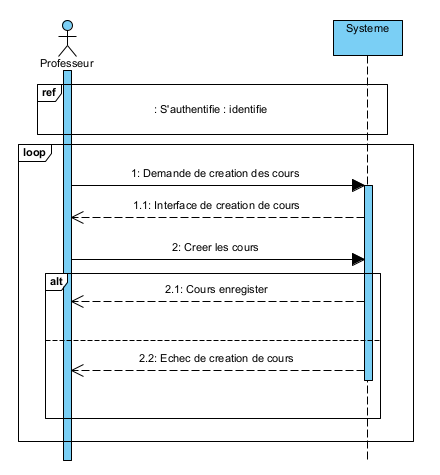 Systeme
Professeur
ref
: S'authentifie : identifie
loop
1: Demande de creation des cours
1.1: Interface de creation de cours
2: Creer les cours
alt
2.1: Cours enregister
2.2: Echec de creation de cours